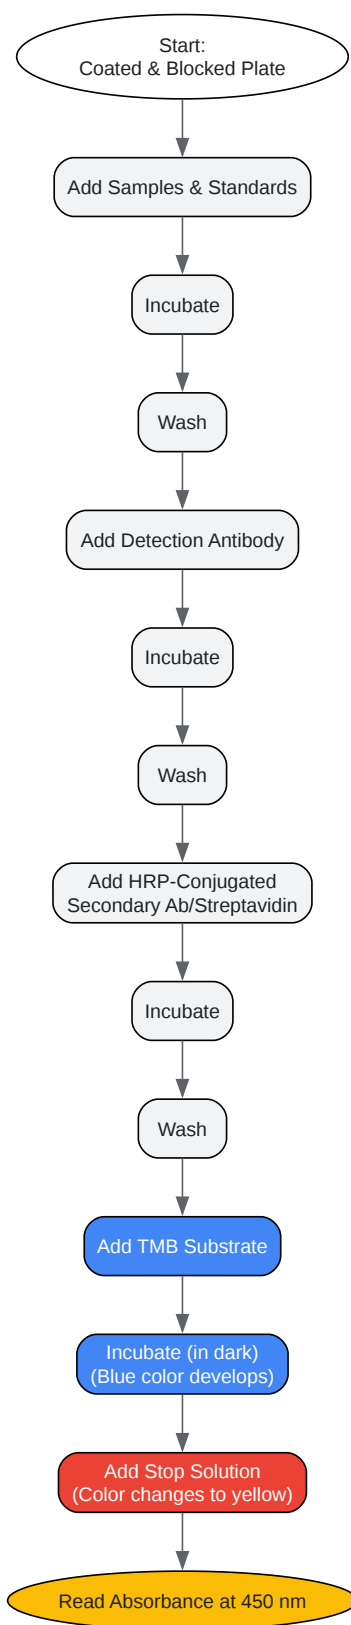 Start:
Coated & Blocked Plate
Add Samples & Standards
Incubate
Wash
Add Detection Antibody
Incubate
Wash
Add HRP-Conjugated
Secondary Ab/Streptavidin
Incubate
Wash
Add TMB Substrate
Incubate (in dark)
(Blue color develops)
Add Stop Solution
(Color changes to yellow)
Read Absorbance at 450 nm